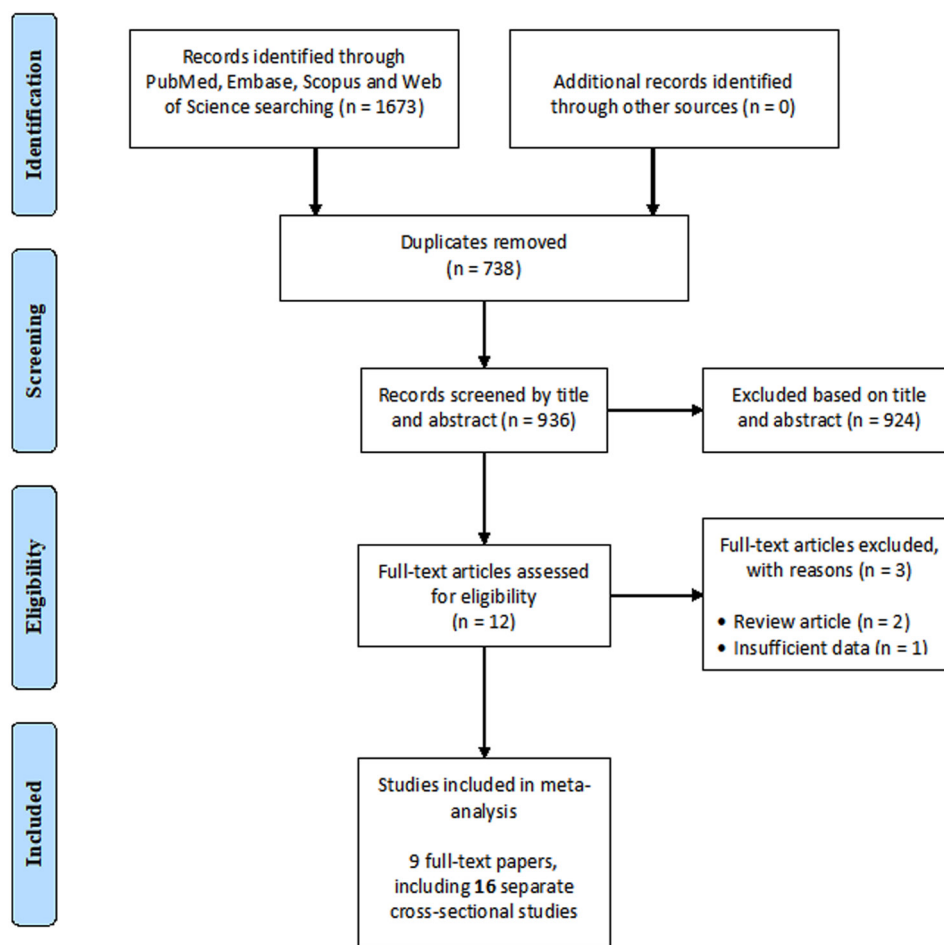 Identification
Records identified through
PubMed, Embase, Scopus and Web
of Science searching (n = 1673)
Additional records identified
through other sources (n = 0)
Duplicates removed
(n = 738)
Screening
Records screened by title
and abstract (n = 936)
Excluded based on title
and abstract (n = 924)
Eligibility
Full-text articles assessed
for eligibility
(n = 12)
Full-text articles excluded,
with reasons (n = 3)
• Review article (n = 2)
• Insufficient data (n = 1)
Included
Studies included in meta-
analysis
9 full-text papers,
including 16 separate
cross-sectional studies